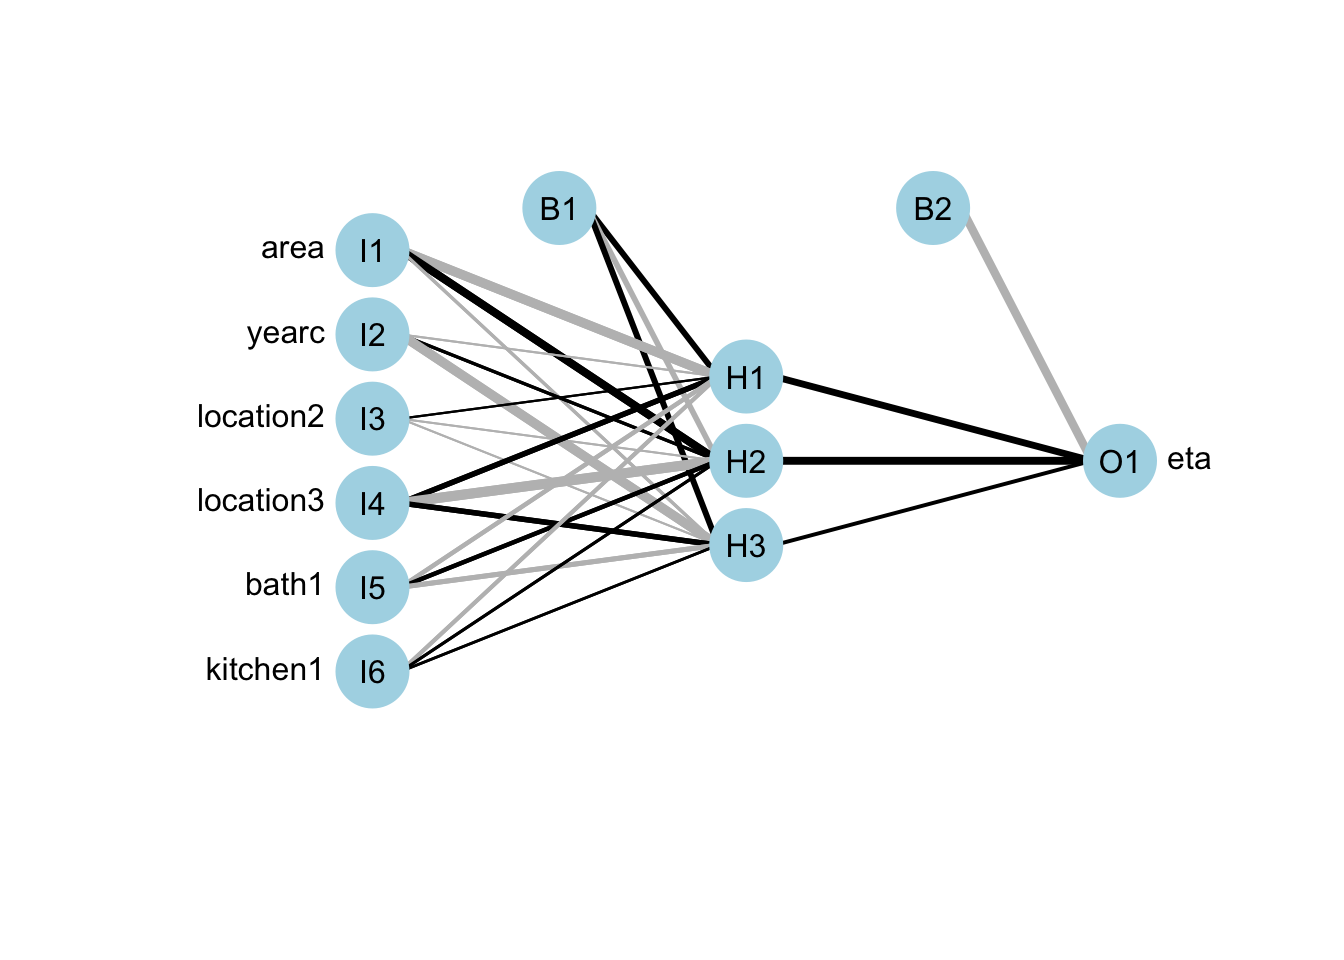 B1
B2
area I1
yearc I2
H1
location2 I3
H2
O1 eta
location3 I4
H3
bath1 I5
kitchen1 I6